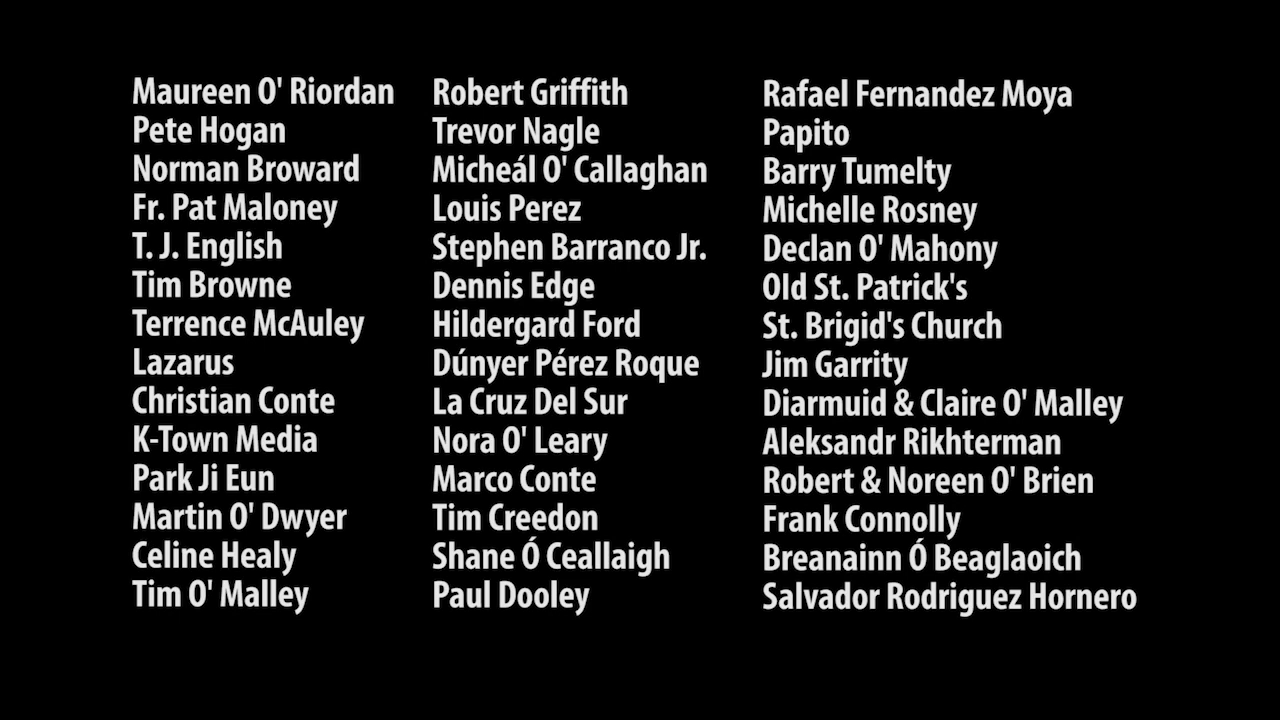 Maureen O' Riordan
Pete Hogan
Norman Broward
Fr. Pat Maloney
T. J. English
Tim Browne
Terrence McAuley
Lazarus
Christian Conte
K-Town Media
Park Ji Eun
Martin O' Dwyer
Celine Healy
Tim O' Malley
Robert Griffith
Trevor Nagle
Micheál O' Callaghan
Louis Perez
Stephen Barranco Jr.
Dennis Edge
Hildergard Ford
Dúnyer Pérez Roque
La Cruz Del Sur
Nora O' Leary
Marco Conte
Tim Creedon
Shane Ó Ceallaigh
Paul Dooley
Rafael Fernandez Moya
Papito
Barry Tumelty
Michelle Rosney
Declan O' Mahony
Old St. Patrick's
St. Brigid's Church
Jim Garrity
Diarmuid & Claire O' Malley
Aleksandr Rikhterman
Robert & Noreen O' Brien
Frank Connolly
Breanainn Ó Beaglaoich
Salvador Rodriguez Hornero